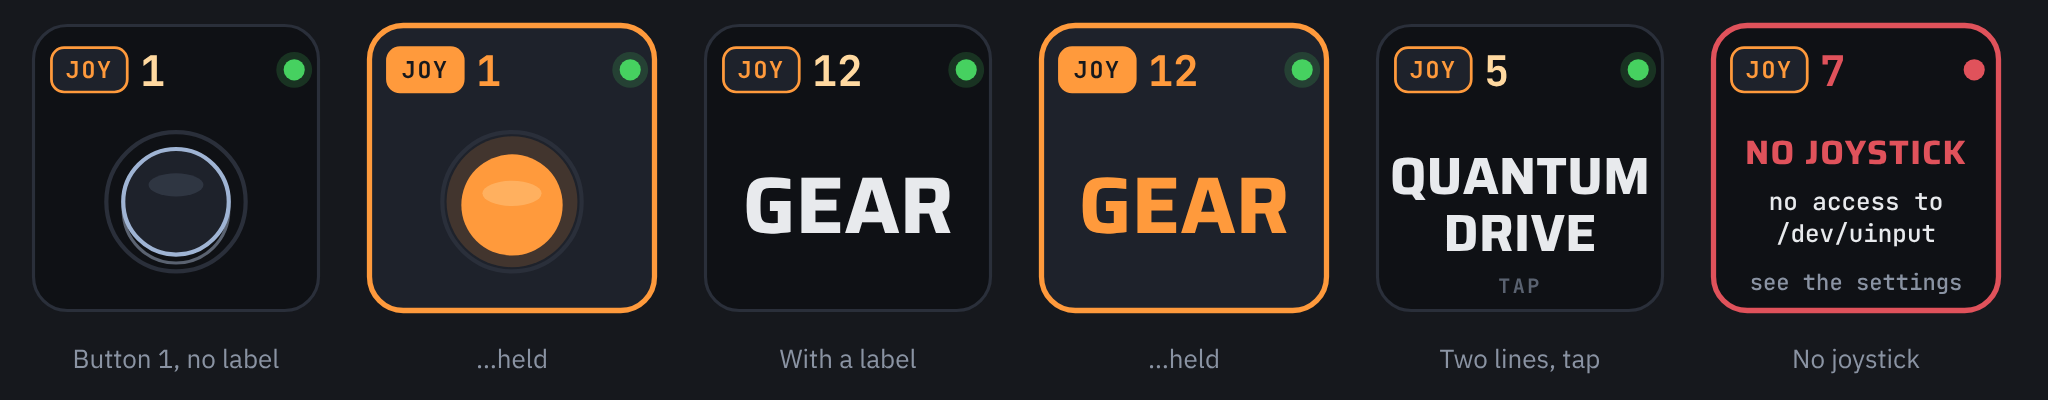 JOY 1
JOY 1
JOY 12
JOY 12
JOY 5
JOY 7
GEAR
GEAR
QUANTUM
DRIVE
TAP
NO JOYSTICK
no access to
/dev/uinput
see the settings
Button 1, no label
...held
With a label
...held
Two lines, tap
No joystick